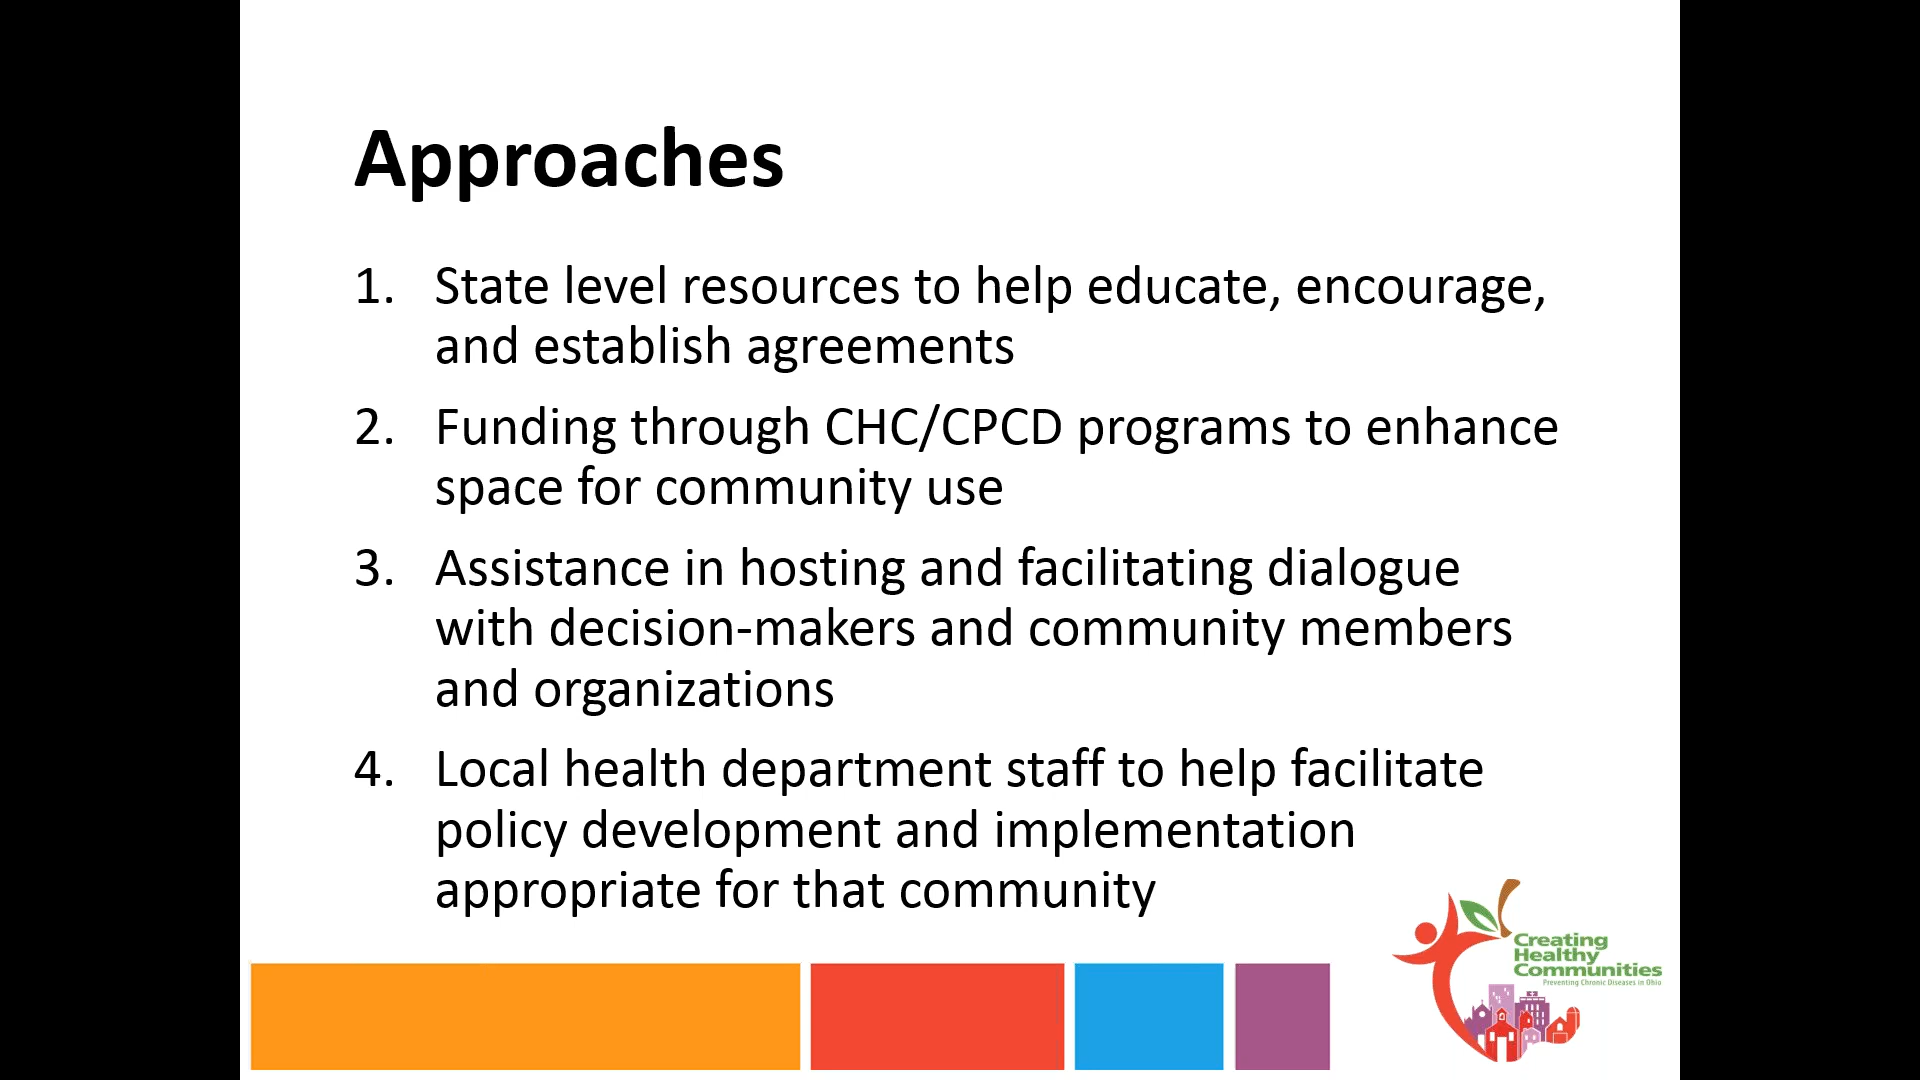 Approaches
1. State level resources to help educate, encourage,
and establish agreements
2. Funding through CHC/CPCD programs to enhance
space for community use
3. Assistance in hosting and facilitating dialogue
with decision-makers and community members
and organizations
4. Local health department staff to help facilitate
policy development and implementation
appropriate for that community
Creating
Healthy
Communities
Preventing Chronic Diseases in Ohio